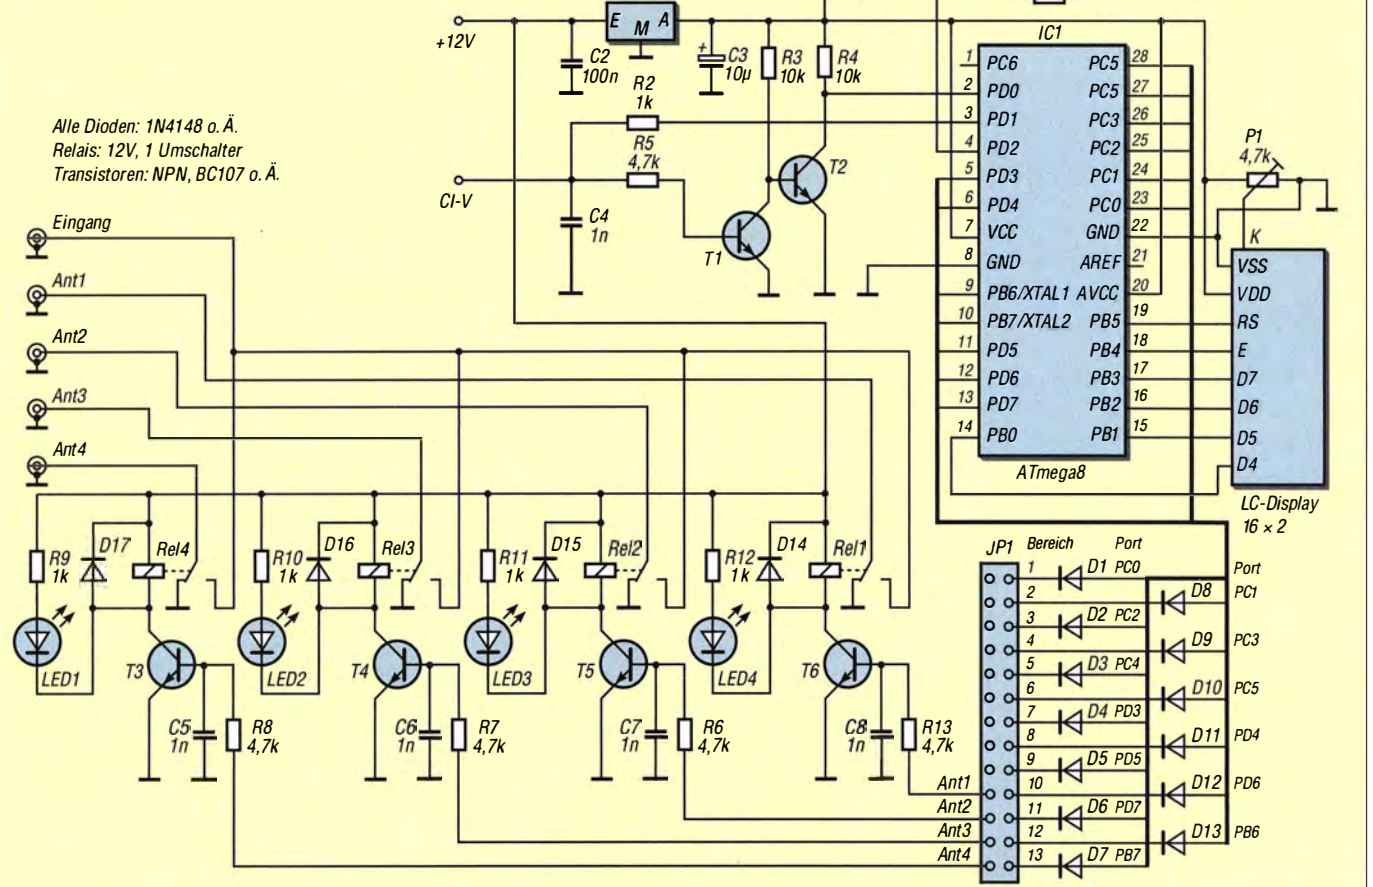 +12V
E
A
M
C2
100n
+
C3
10µ
R3
10k
R4
10k
R2
1k
R5
4,7k
CI-V
C4
1n
T1
T2
Alle Dioden: 1N4148 o. Ä.
Relais: 12V, 1 Umschalter
Transistoren: NPN, BC107 o. Ä.
Eingang
Ant1
Ant2
Ant3
Ant4
IC1
1 PC6 PC5 28
2 PD0 PC5 27
3 PD1 PC3 26
4 PD2 PC2 25
5 PD3 PC1 24
6 PD4 PC0 23
7 VCC GND 22
8 GND AREF 21
9 PB6/XTAL1 AVCC 20
10 PB7/XTAL2 PB5 19
11 PD5 PB4 18
12 PD6 PB3 17
13 PD7 PB2 16
14 PB0 PB1 15
ATmega8
P1
4,7k
K
VSS
VDD
RS
E
D7
D6
D5
D4
LC-Display
16 × 2
R9
1k
D17
Rel4
LED1
T3
C5
1n
R8
4,7k
R10
1k
D16
Rel3
LED2
T4
C6
1n
R7
4,7k
R11
1k
D15
Rel2
LED3
T5
C7
1n
R6
4,7k
R12
1k
D14
Rel1
LED4
T6
C8
1n
R13
4,7k
Ant1
Ant2
Ant3
Ant4
JP1 Bereich Port
Port
1 D1 PC0
2 D8 PC1
3 D2 PC2
4 D9 PC3
5 D3 PC4
6 D10 PC5
7 D4 PD3
8 D11 PD4
9 D5 PD5
10 D12 PD6
11 D6 PD7
12 D13 PB6
13 D7 PB7